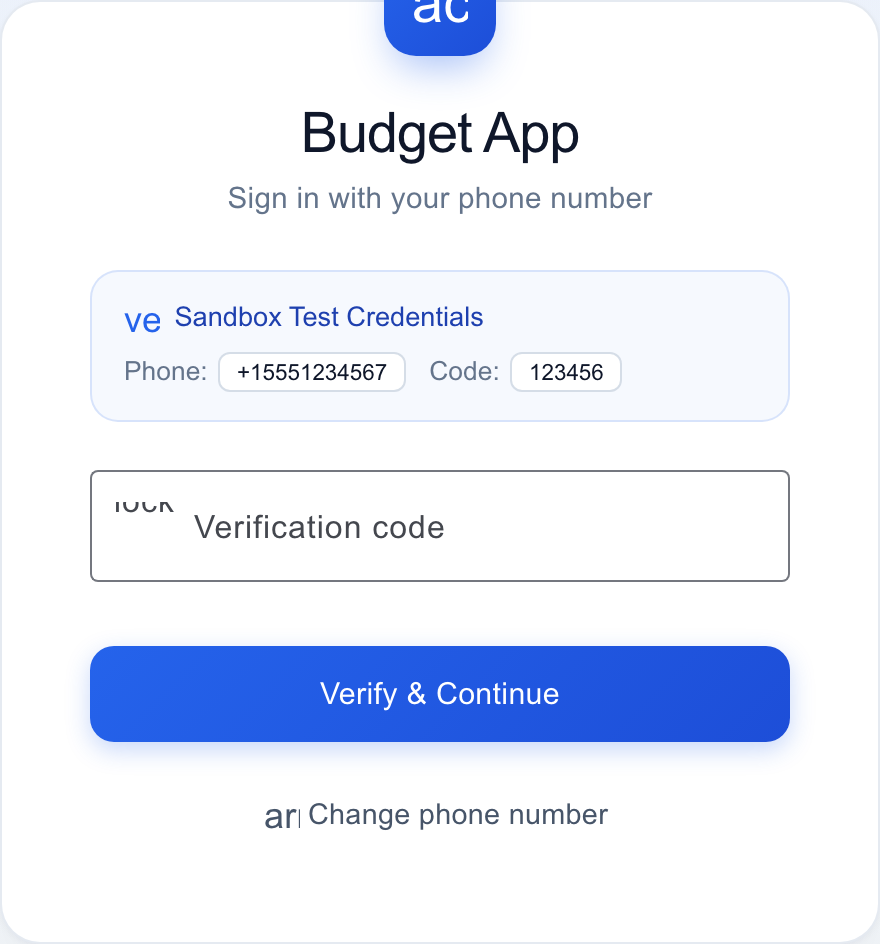 ac
Budget App
Sign in with your phone number
ve Sandbox Test Credentials
Phone: +15551234567 Code: 123456
lock Verification code
Verify & Continue
arr Change phone number